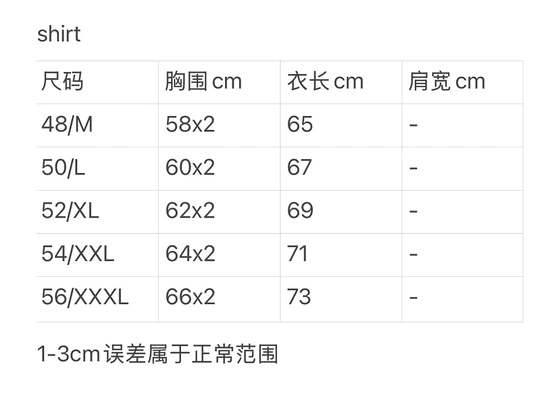 shirt
尺码 胸围cm 衣长cm 肩宽cm
48/M 58x2 65 -
50/L 60x2 67 -
52/XL 62x2 69 -
54/XXL 64x2 71 -
56/XXXL 66x2 73 -
1-3cm误差属于正常范围